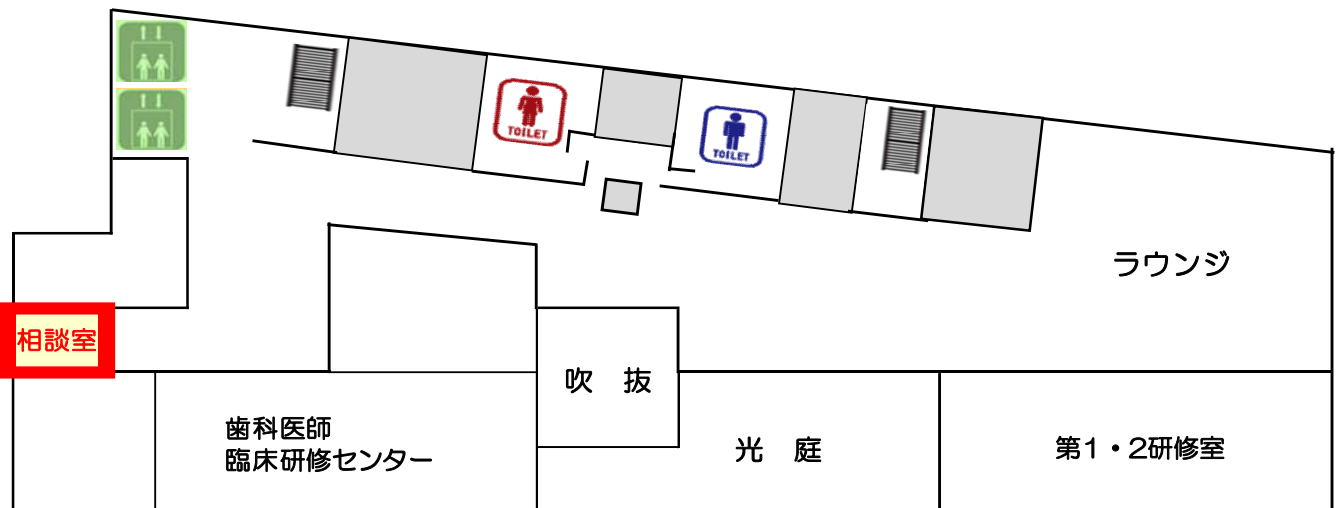 TOILET
TOILET
ラウンジ
相談室
吹　抜
歯科医師
臨床研修センター
光　庭
第1・2研修室